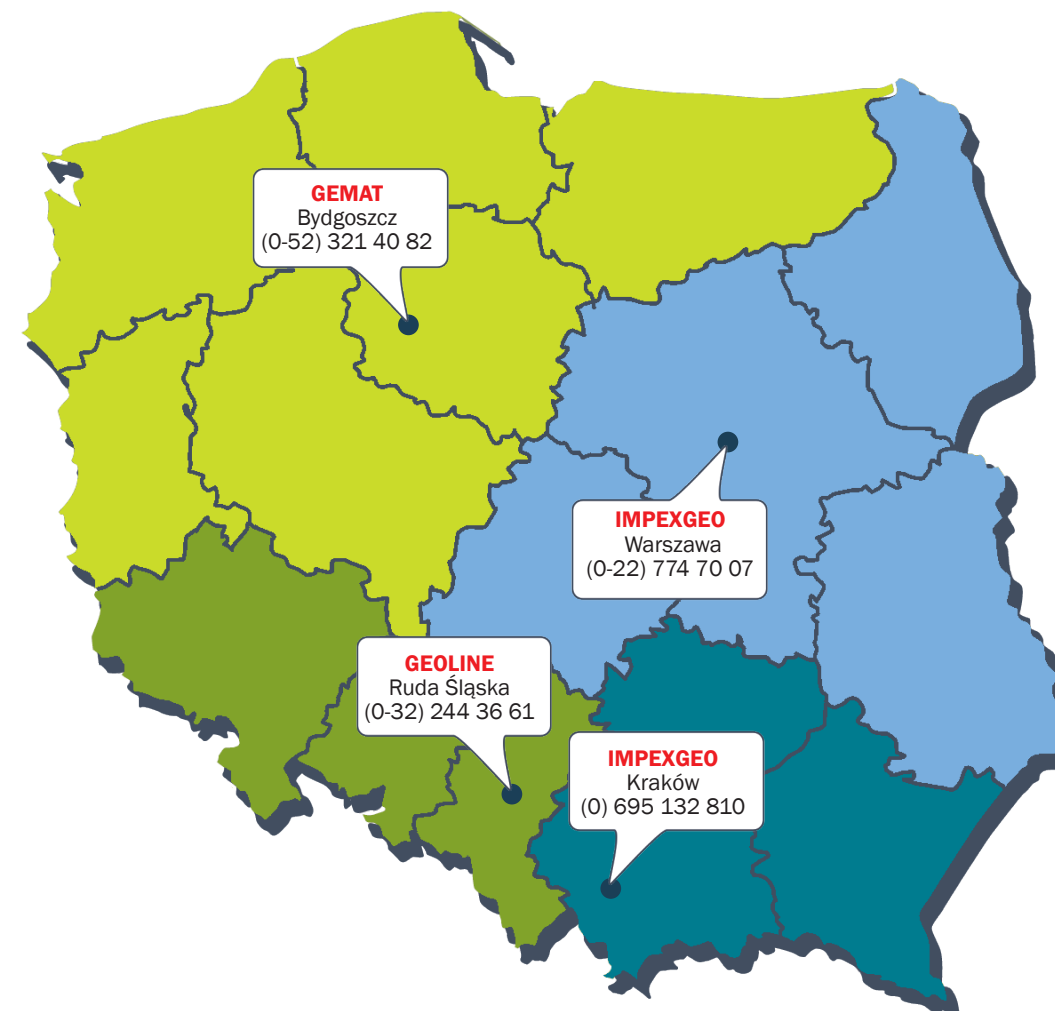 GEMAT
Bydgoszcz
(0-52) 321 40 82
IMPEXGEO
Warszawa
(0-22) 774 70 07
GEOLINE
Ruda Śląska
(0-32) 244 36 61
IMPEXGEO
Kraków
(0) 695 132 810